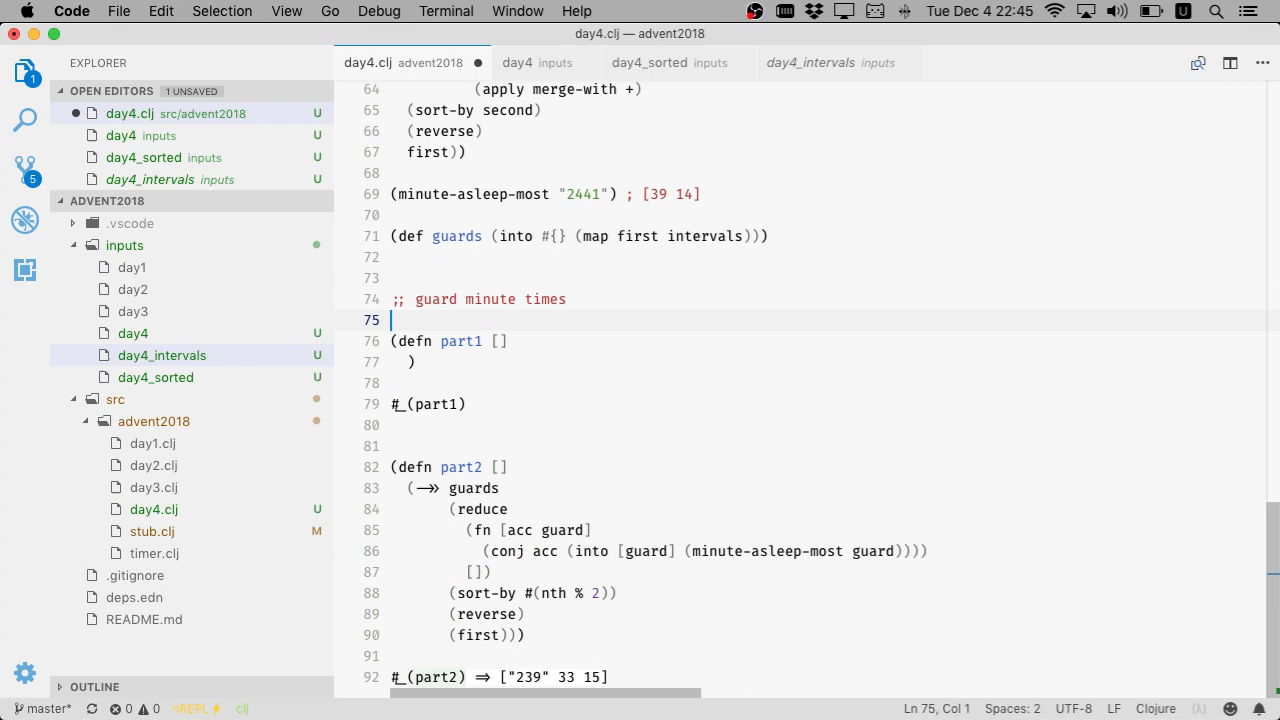 Code File Edit Selection View Go Debug Terminal Window Help Tue Dec 4 22:45 U
day4.clj — advent2018
EXPLORER
OPEN EDITORS 1 UNSAVED
day4.clj src/advent2018 U
day4 inputs U
day4_sorted inputs U
day4_intervals inputs U
ADVENT2018
.vscode
inputs
day1
day2
day3
day4 U
day4_intervals U
day4_sorted U
src
advent2018
day1.clj
day2.clj
day3.clj
day4.clj U
stub.clj M
timer.clj
.gitignore
deps.edn
README.md
OUTLINE
1
5
day4.clj advent2018 day4 inputs day4_sorted inputs day4_intervals inputs
64 (apply merge-with +)
65 (sort-by second)
66 (reverse)
67 first))
68
69 (minute-asleep-most "2441") ; [39 14]
70
71 (def guards (into #{} (map first intervals)))
72
73
74 ;; guard minute times
75
76 (defn part1 []
77 )
78
79 #_(part1)
80
81
82 (defn part2 []
83 (->> guards
84 (reduce
85 (fn [acc guard]
86 (conj acc (into [guard] (minute-asleep-most guard))))
87 [])
88 (sort-by #(nth % 2))
89 (reverse)
90 (first)))
91
92 #_(part2) => ["239" 33 15]
master* 0 0 nREPL⚡ clj Ln 75, Col 1 Spaces: 2 UTF-8 LF Clojure (λ)